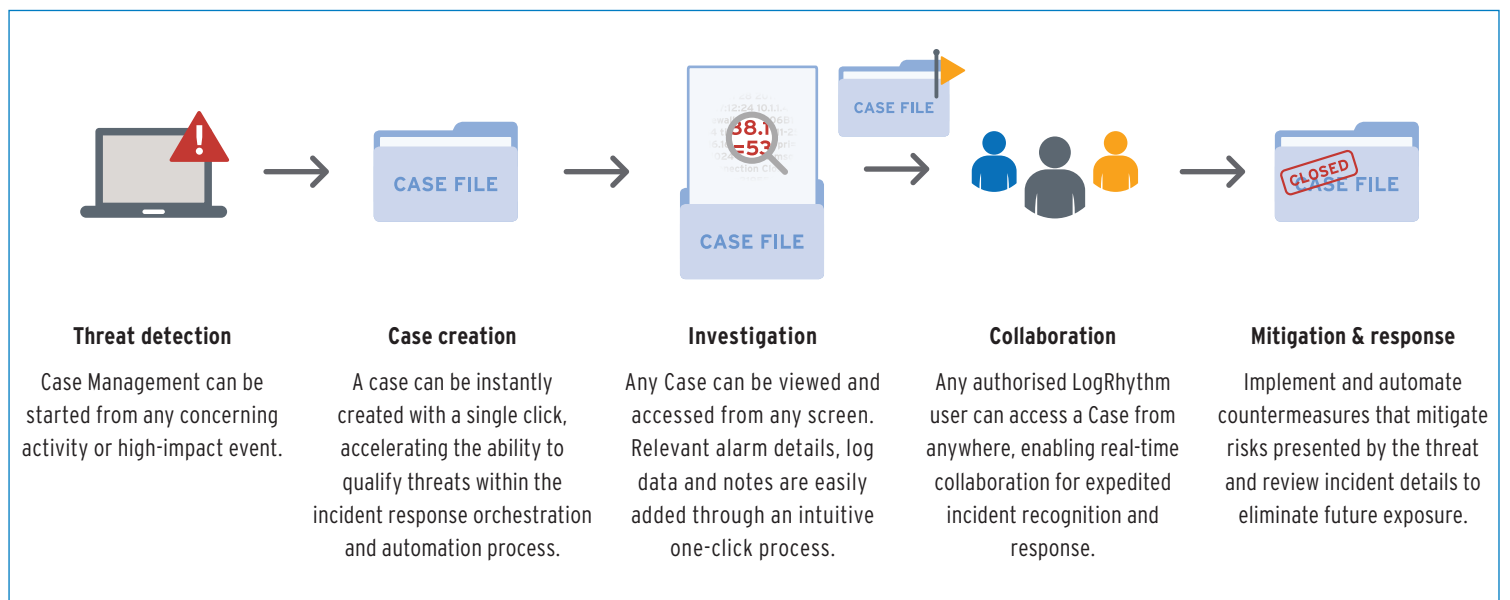 CASE FILE
CASE FILE
38.1
=53
CASE FILE
CLOSED
CASE FILE
Threat detection
Case Management can be
started from any concerning
activity or high-impact event.
Case creation
A case can be instantly
created with a single click,
accelerating the ability to
qualify threats within the
incident response orchestration
and automation process.
Investigation
Any Case can be viewed and
accessed from any screen.
Relevant alarm details, log
data and notes are easily
added through an intuitive
one-click process.
Collaboration
Any authorised LogRhythm
user can access a Case from
anywhere, enabling real-time
collaboration for expedited
incident recognition and
response.
Mitigation & response
Implement and automate
countermeasures that mitigate
risks presented by the threat
and review incident details to
eliminate future exposure.